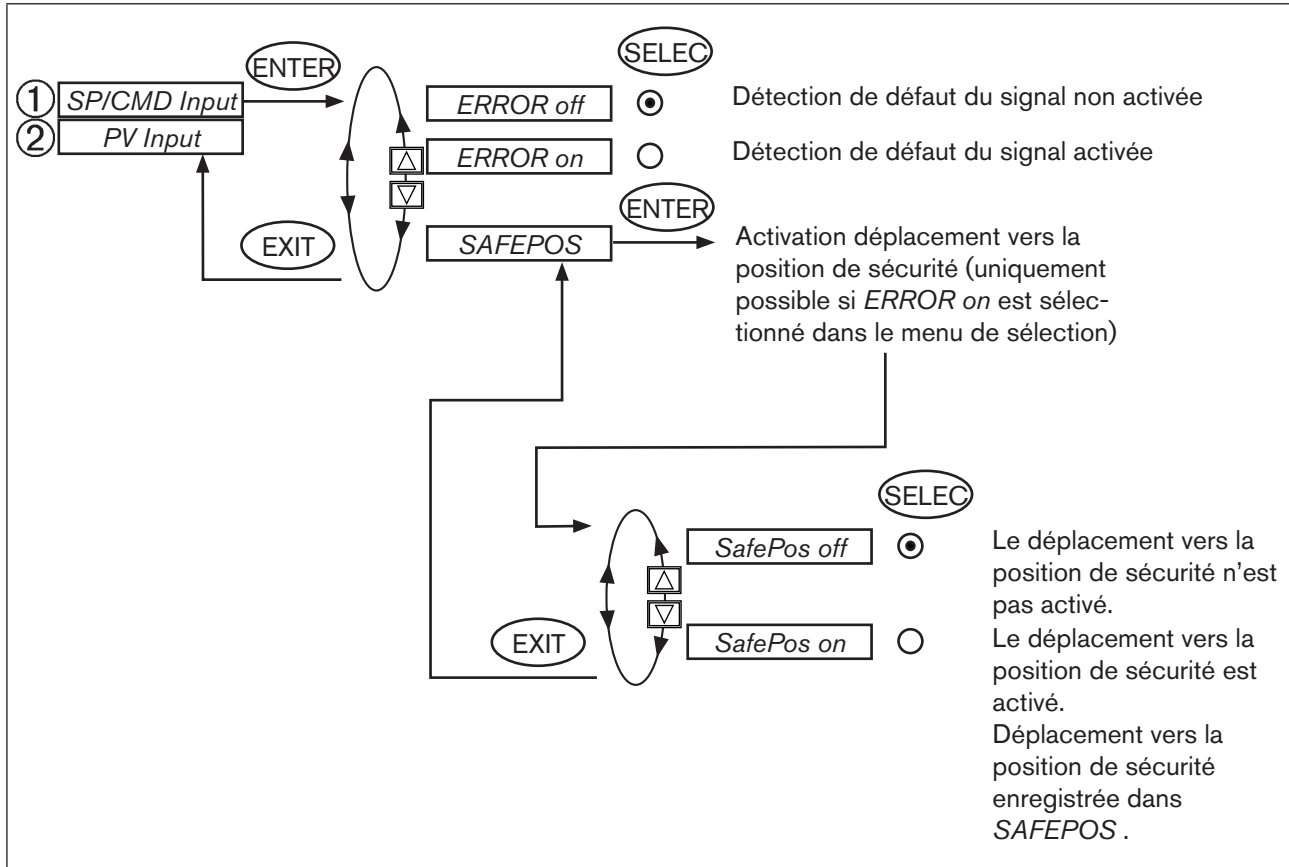 SELEC
ENTER
① SP/CMD Input
② PV Input
ERROR off
Détection de défaut du signal non activée
ERROR on
Détection de défaut du signal activée
ENTER
EXIT
SAFEPOS
Activation déplacement vers la
position de sécurité (uniquement
possible si ERROR on est sélec-
tionné dans le menu de sélection)
SELEC
SafePos off
Le déplacement vers la
position de sécurité n'est
pas activé.
EXIT
SafePos on
Le déplacement vers la
position de sécurité est
activé.
Déplacement vers la
position de sécurité
enregistrée dans
SAFEPOS .